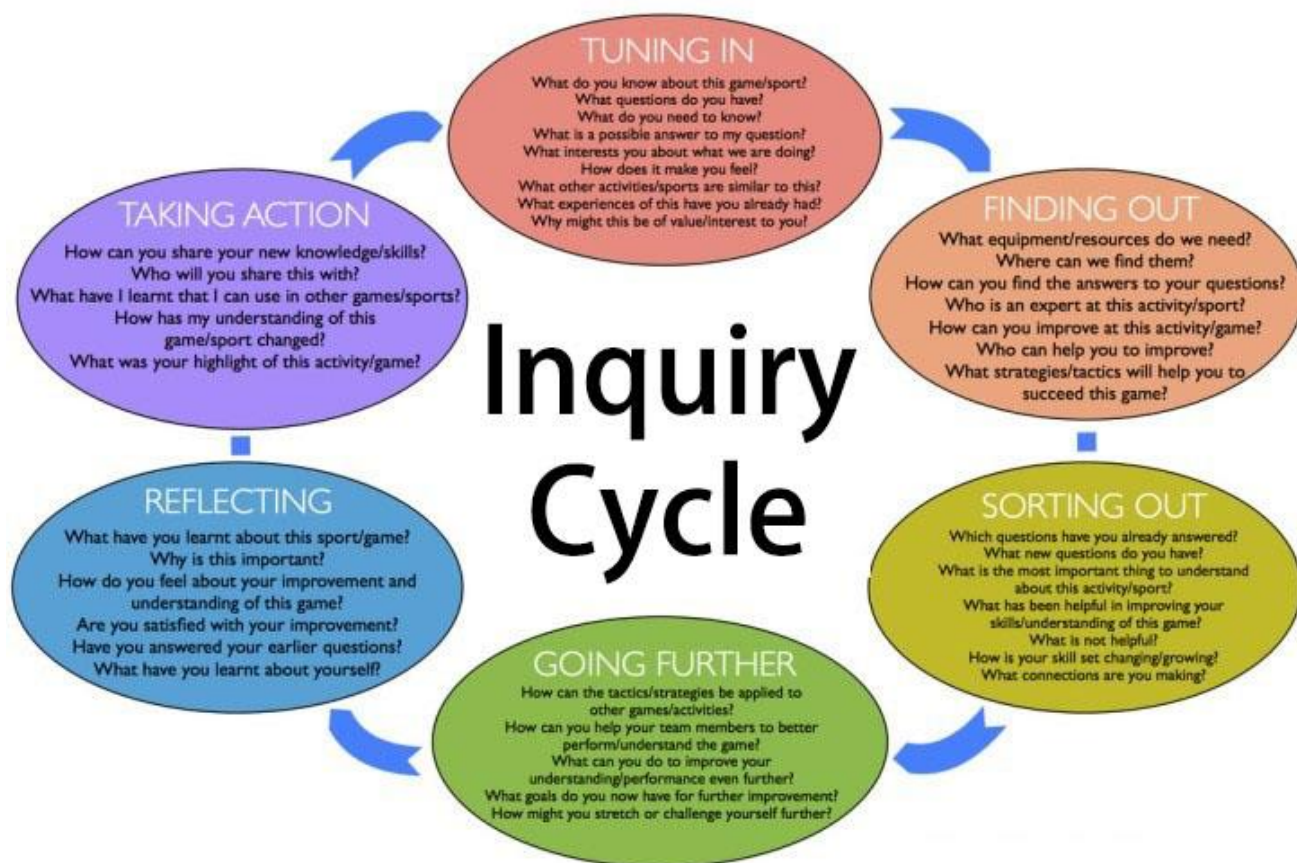 TUNING IN
What do you know about this game/sport?
What questions do you have?
What do you need to know?
What is a possible answer to my question?
What interests you about what we are doing?
How does it make you feel?
What other activities/sports are similar to this?
What experiences of this have you already had?
Why might this be of value/interest to you?
FINDING OUT
What equipment/resources do we need?
Where can we find them?
How can you find the answers to your questions?
Who is an expert at this activity/sport?
How can you improve at this activity/game?
Who can help you to improve?
What strategies/tactics will help you to
succeed this game?
SORTING OUT
Which questions have you already answered?
What new questions do you have?
What is the most important thing to understand
about this activity/sport?
What has been helpful in improving your
skills/understanding of this game?
What is not helpful?
How is your skill set changing/growing?
What connections are you making?
GOING FURTHER
How can the tactics/strategies be applied to
other games/activities?
How can you help your team members to better
perform/understand the game?
What can you do to improve your
understanding/performance even further?
What goals do you now have for further improvement?
How might you stretch or challenge yourself further?
REFLECTING
What have you learnt about this sport/game?
Why is this important?
How do you feel about your improvement and
understanding of this game?
Are you satisfied with your improvement?
Have you answered your earlier questions?
What have you learnt about yourself?
TAKING ACTION
How can you share your new knowledge/skills?
Who will you share this with?
What have I learnt that I can use in other games/sports?
How has my understanding of this
game/sport changed?
What was your highlight of this activity/game?
Inquiry
Cycle